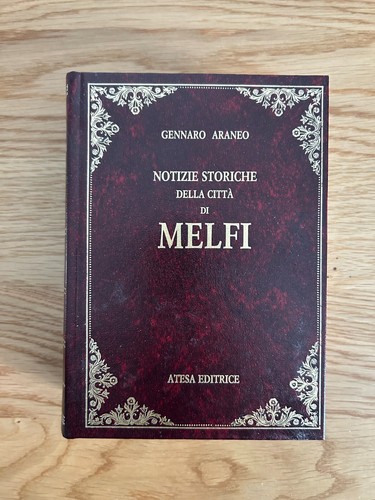 GENNARO ARANEO
NOTIZIE STORICHE
DELLA CITTÀ
DI
MELFI
ATESA EDITRICE